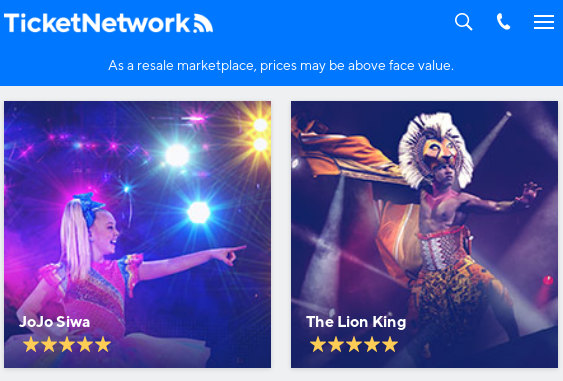 TicketNetwork
As a resale marketplace, prices may be above face value.
JoJo Siwa
The Lion King